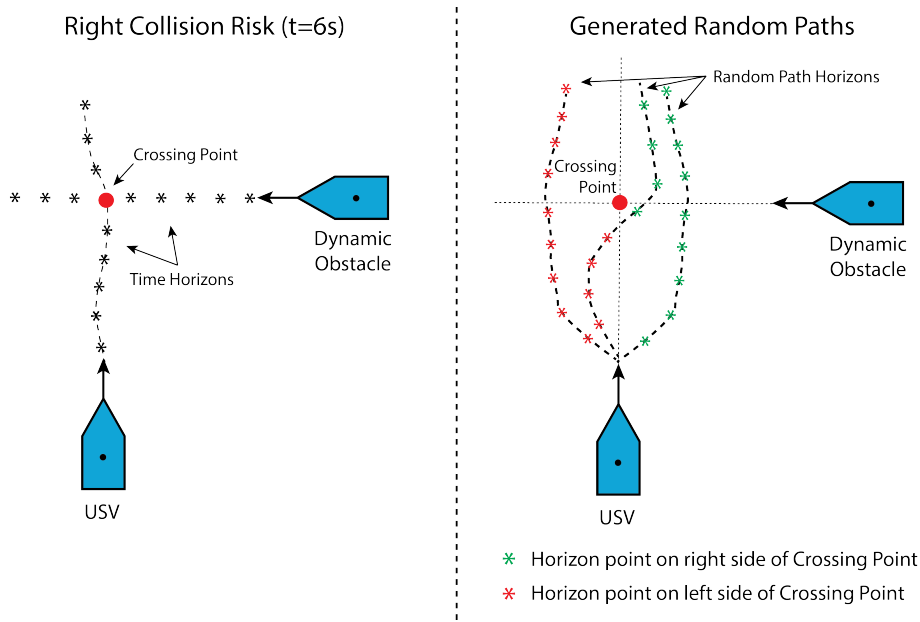 Right Collision Risk (t=6s)
Crossing Point
Time Horizons
Dynamic
Obstacle
USV
Generated Random Paths
Random Path Horizons
Crossing
Point
Dynamic
Obstacle
USV
Horizon point on right side of Crossing Point
Horizon point on left side of Crossing Point